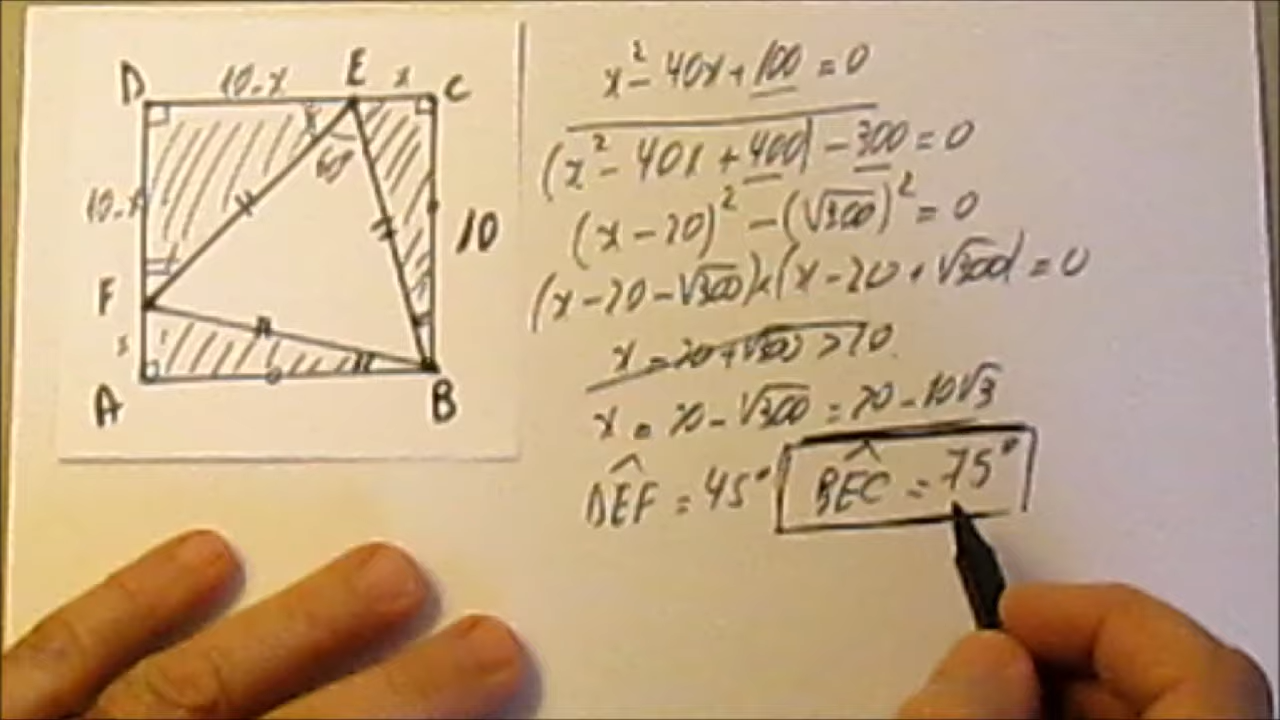 D 10-x E x C
10-x
60°
10
F
x
A B
x² - 40x + 100 = 0
(x² - 40x + 400) - 300 = 0
(x - 20)² - (√300)² = 0
(x - 20 - √300) × (x - 20 + √300) = 0
x = 20 + √300 > 10
x = 20 - √300 = 20 - 10√3
DEF = 45° BEC = 75°